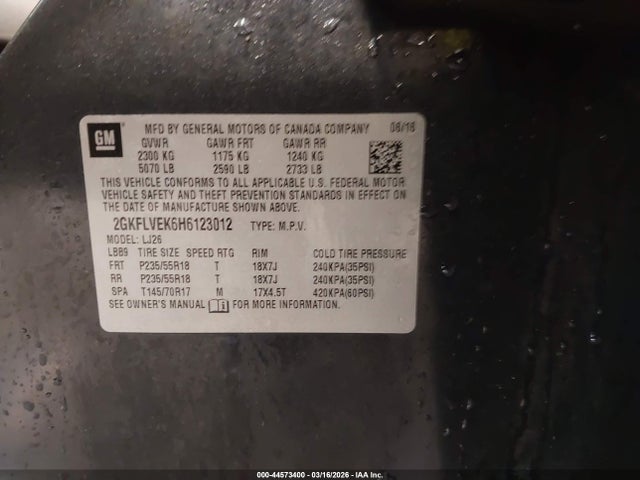 GM
MFD BY GENERAL MOTORS OF CANADA COMPANY 06/16
GVWR GAWR FRT GAWR RR
2300 KG 1175 KG 1240 KG
5070 LB 2590 LB 2733 LB
THIS VEHICLE CONFORMS TO ALL APPLICABLE U.S. FEDERAL MOTOR
VEHICLE SAFETY AND THEFT PREVENTION STANDARDS IN EFFECT ON
THE DATE OF MANUFACTURE SHOWN ABOVE.
2GKFLVEK6H6123012 TYPE: M.P.V.
MODEL: LJ26
LBB9 TIRE SIZE SPEED RTG RIM COLD TIRE PRESSURE
FRT P235/55R18 T 18X7J 240KPA(35PSI)
RR P235/55R18 T 18X7J 240KPA(35PSI)
SPA T145/70R17 M 17X4.5T 420KPA(60PSI)
SEE OWNER'S MANUAL FOR MORE INFORMATION.
000-44573400 - 03/16/2026 - IAA Inc.